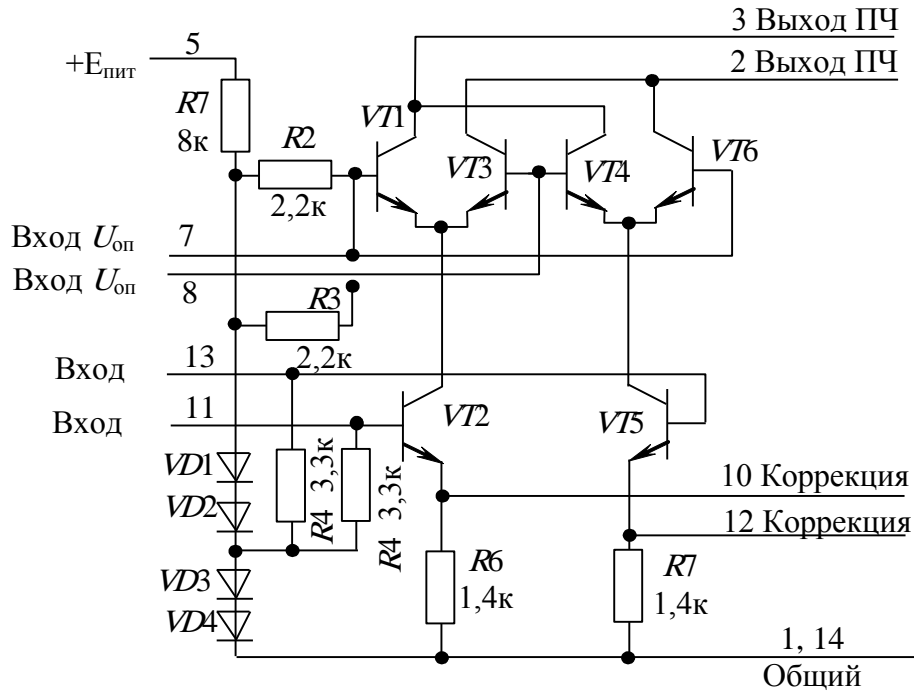 3 Выход ПЧ
5
+Eпит
2 Выход ПЧ
R7
8к
R2
2,2к
VT1
VT3
VT4
VT6
Вход Uоп
7
Вход Uоп
8
R3
2,2к
Вход
13
Вход
11
VT2
VT5
VD1
VD2
R4 3,3к
R4 3,3к
10 Коррекция
12 Коррекция
VD3
VD4
R6
1,4к
R7
1,4к
1, 14
Общий